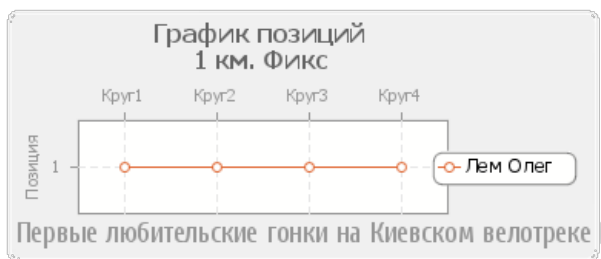 График позиций
1 км. Фикс
Круг1 Круг2 Круг3 Круг4
Позиция
1
Лем Олег
Первые любительские гонки на Киевском велотреке